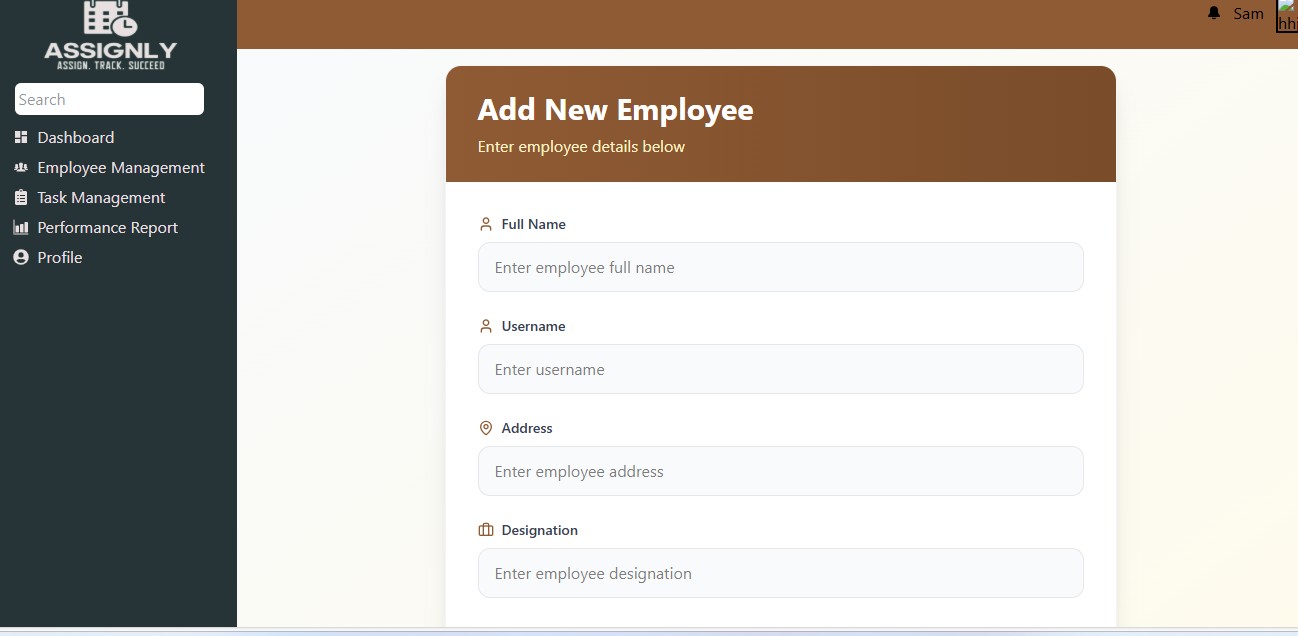 ASSIGNLY
ASSIGN. TRACK. SUCCEED
Search
Dashboard
Employee Management
Task Management
Performance Report
Profile
Sam
hhi
Add New Employee
Enter employee details below
Full Name
Enter employee full name
Username
Enter username
Address
Enter employee address
Designation
Enter employee designation